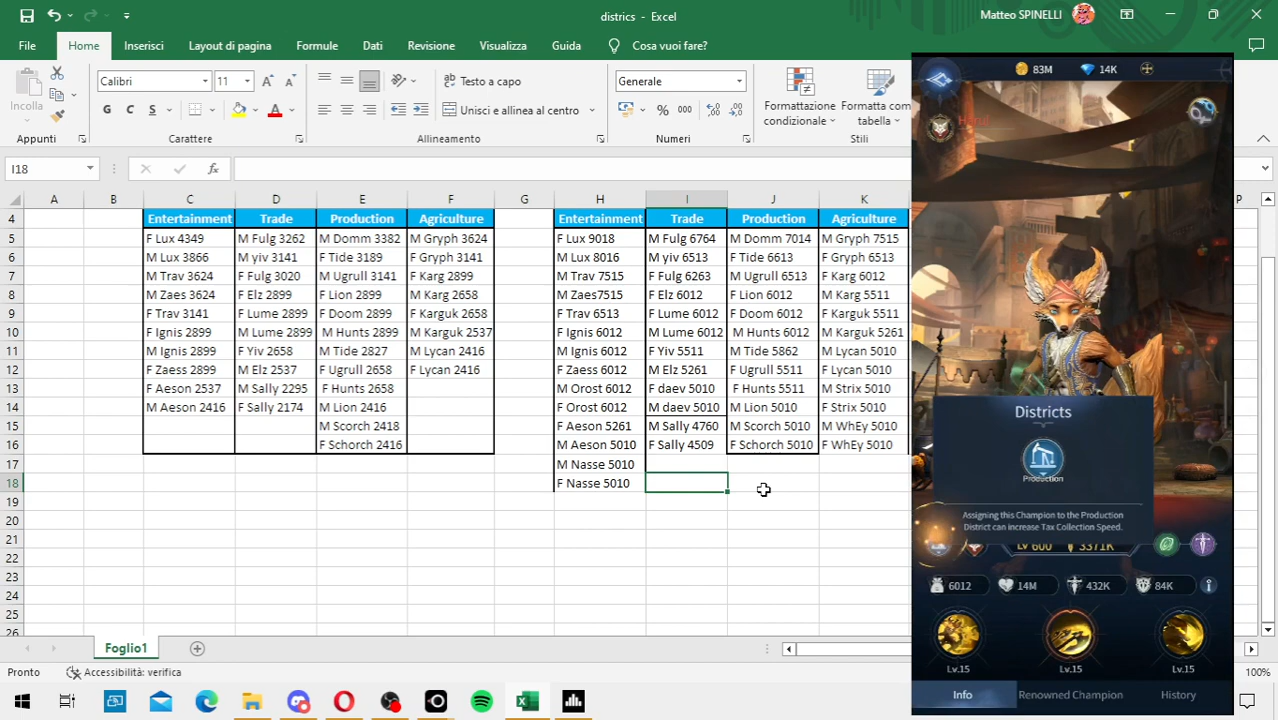 districs - Excel
Matteo SPINELLI
File Home Inserisci Layout di pagina Formule Dati Revisione Visualizza Guida Cosa vuoi fare?
Incolla
Calibri 11
G C S
A
Testo a capo
Unisci e allinea al centro
Generale
% 000
Formattazione condizionale
Formatta com tabella
Appunti Carattere Allineamento Numeri Stili
I18
fx
A B C D E F G H I J K P
4 Entertainment Trade Production Agriculture Entertainment Trade Production Agriculture
5 F Lux 4349 M Fulg 3262 M Domm 3382 M Gryph 3624 F Lux 9018 M Fulg 6764 M Domm 7014 M Gryph 7515
6 M Lux 3866 M yiv 3141 F Tide 3189 F Gryph 3141 M Lux 8016 M yiv 6513 F Tide 6613 F Gryph 6513
7 M Trav 3624 F Fulg 3020 M Ugrull 3141 F Karg 2899 M Trav 7515 F Fulg 6263 M Ugrull 6513 F Karg 6012
8 M Zaes 3624 F Elz 2899 F Lion 2899 M Karg 2658 M Zaes7515 F Elz 6012 F Lion 6012 M Karg 5511
9 F Trav 3141 F Lume 2899 F Doom 2899 F Karguk 2658 F Trav 6513 F Lume 6012 F Doom 6012 F Karguk 5511
10 F Ignis 2899 M Lume 2899 M Hunts 2899 M Karguk 2537 F Ignis 6012 M Lume 6012 M Hunts 6012 M Karguk 5261
11 M Ignis 2899 F Yiv 2658 M Tide 2827 M Lycan 2416 M Ignis 6012 F Yiv 5511 M Tide 5862 M Lycan 5010
12 F Zaess 2899 M Elz 2537 F Ugrull 2658 F Lycan 2416 F Zaess 6012 M Elz 5261 F Ugrull 5511 F Lycan 5010
13 F Aeson 2537 M Sally 2295 F Hunts 2658 M Orost 6012 F daev 5010 F Hunts 5511 M Strix 5010
14 M Aeson 2416 F Sally 2174 M Lion 2416 F Orost 6012 M daev 5010 M Lion 5010 F Strix 5010
15 M Scorch 2418 F Aeson 5261 M Sally 4760 M Scorch 5010 M WhEy 5010
16 F Schorch 2416 M Aeson 5010 F Sally 4509 F Schorch 5010 F WhEy 5010
17 M Nasse 5010
18 F Nasse 5010
19
20
21
22
23
24
25
26
Foglio1
Pronto Accessibilità: verifica 100%
83M 14K
Districts
Production
Assigning this Champion to the Production
District can increase Tax Collection Speed.
Lv 600 3371K
6012 14M 432K 84K
Lv.15 Lv.15 Lv.15
Info Renowned Champion History